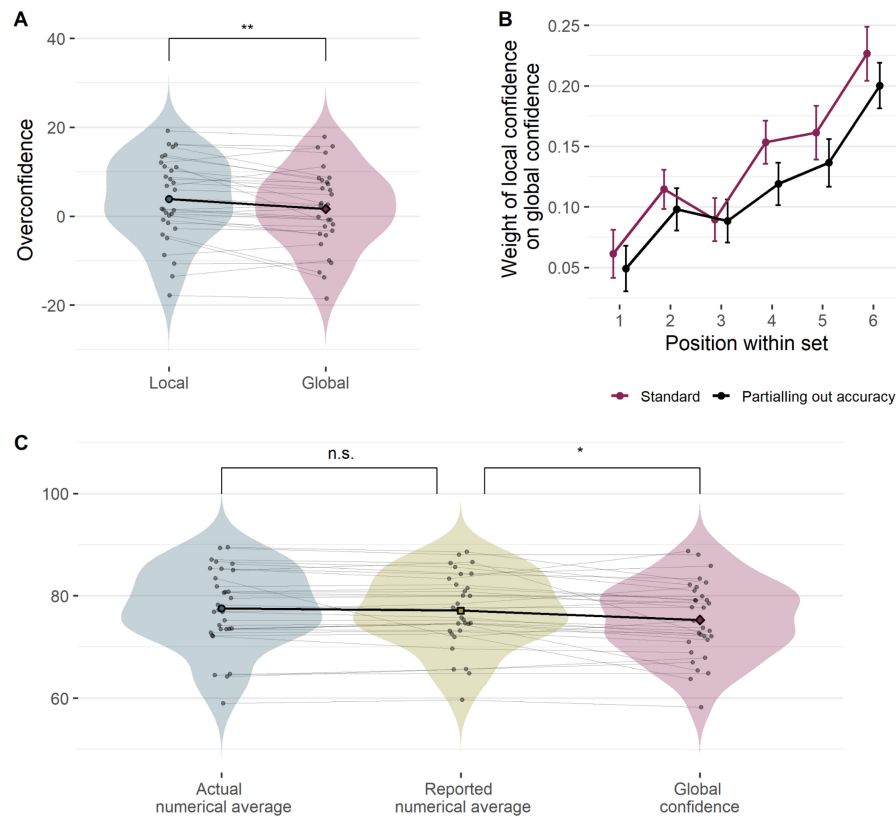 A
**
40
20
0
-20
Overconfidence
Local
Global
B
0.25
0.20
0.15
0.10
0.05
Weight of local confidence
on global confidence
1 2 3 4 5 6
Position within set
Standard Partialling out accuracy
C
n.s.
*
100
80
60
Actual
numerical average
Reported
numerical average
Global
confidence